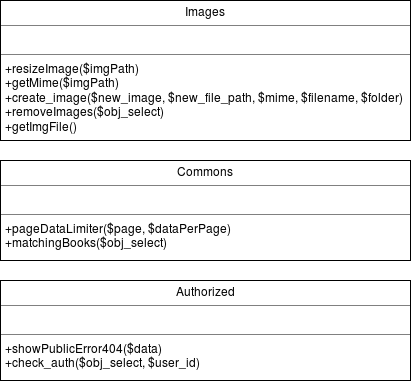 Images
+resizeImage($imgPath)
+getMime($imgPath)
+create_image($new_image, $new_file_path, $mime, $filename, $folder)
+removeImages($obj_select)
+getImgFile()
Commons
+pageDataLimiter($page, $dataPerPage)
+matchingBooks($obj_select)
Authorized
+showPublicError404($data)
+check_auth($obj_select, $user_id)